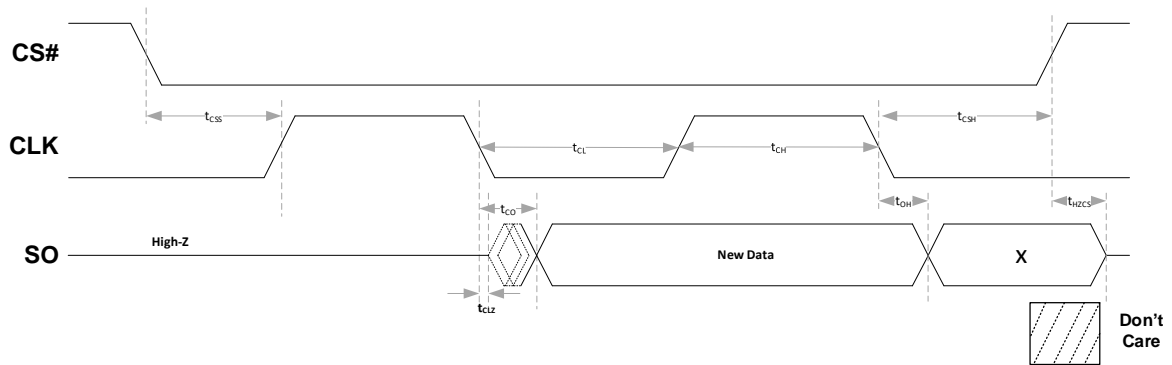 CS#
tCSS
tCSH
CLK
tCL
tCH
tCO
tOH
tHZCS
SO
High-Z
New Data
X
tCLZ
Don't
Care